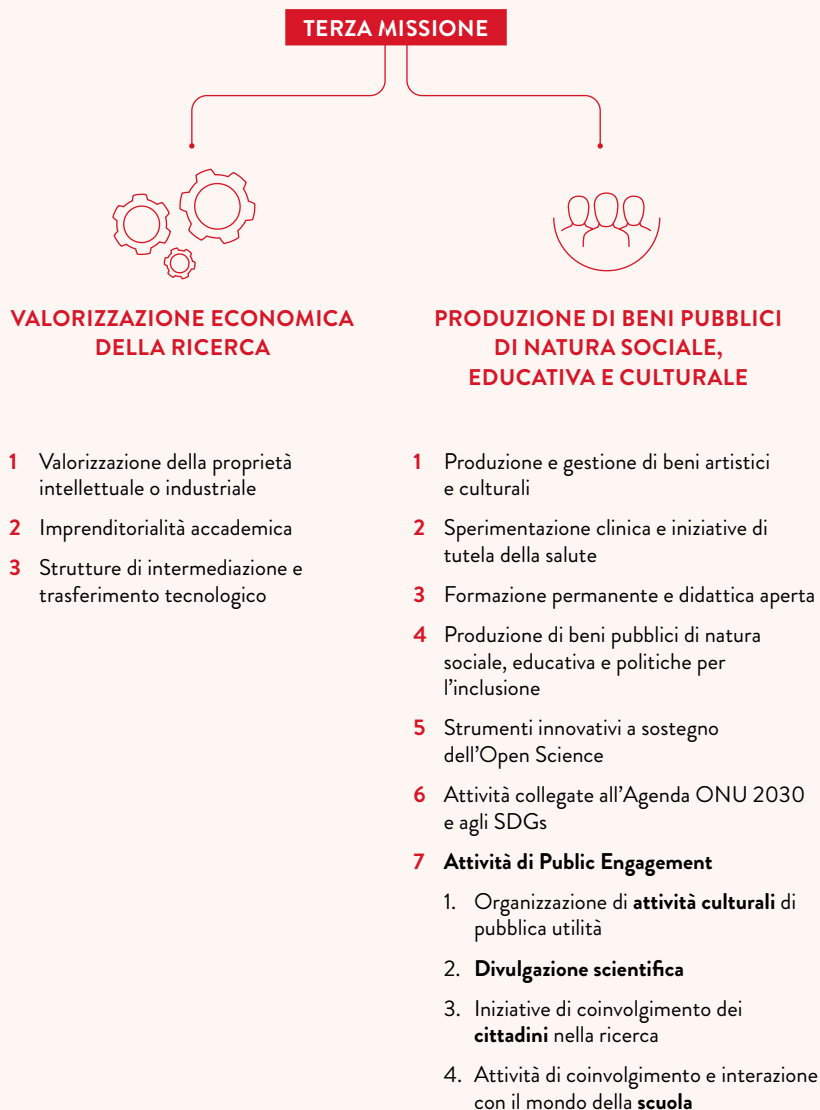 TERZA MISSIONE
VALORIZZAZIONE ECONOMICA
DELLA RICERCA
1 Valorizzazione della proprietà
intellettuale o industriale
2 Imprenditorialità accademica
3 Strutture di intermediazione e
trasferimento tecnologico
PRODUZIONE DI BENI PUBBLICI
DI NATURA SOCIALE,
EDUCATIVA E CULTURALE
1 Produzione e gestione di beni artistici
e culturali
2 Sperimentazione clinica e iniziative di
tutela della salute
3 Formazione permanente e didattica aperta
4 Produzione di beni pubblici di natura
sociale, educativa e politiche per
l’inclusione
5 Strumenti innovativi a sostegno
dell’Open Science
6 Attività collegate all’Agenda ONU 2030
e agli SDGs
7 Attività di Public Engagement
1. Organizzazione di attività culturali di
pubblica utilità
2. Divulgazione scientifica
3. Iniziative di coinvolgimento dei
cittadini nella ricerca
4. Attività di coinvolgimento e interazione
con il mondo della scuola